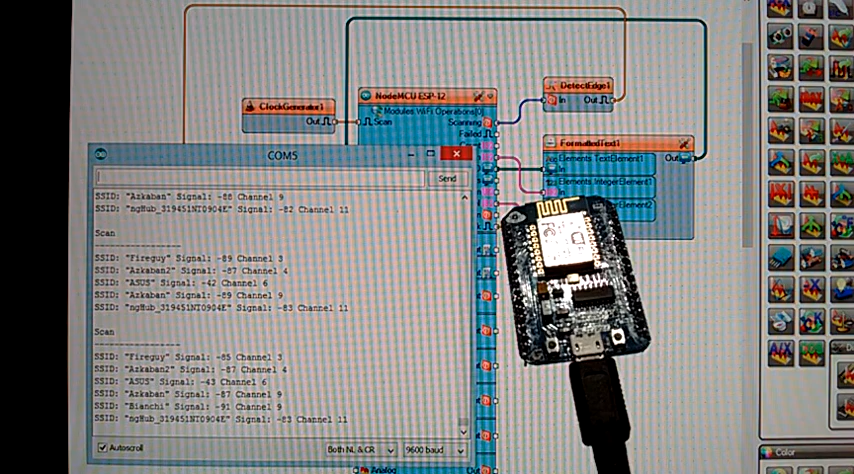 DetectEdge1
In Out
ClockGenerator1
Out
NodeMCU ESP-12
Modules WiFi Operations[0]
Scan Scanning
Failed
FormattedText1
Elements TextElement1
In
Out
Elements IntegerElement1
In
COM5
Send
SSID: "Azkaban" Signal: -88 Channel 9
SSID: "ngHub_319451NT0904E" Signal: -82 Channel 11
Scan
---------------
SSID: "Fireguy" Signal: -89 Channel 3
SSID: "Azkaban2" Signal: -87 Channel 4
SSID: "ASUS" Signal: -42 Channel 6
SSID: "Azkaban" Signal: -89 Channel 9
SSID: "ngHub_319451NT0904E" Signal: -83 Channel 11
Scan
---------------
SSID: "Fireguy" Signal: -85 Channel 3
SSID: "Azkaban2" Signal: -87 Channel 4
SSID: "ASUS" Signal: -43 Channel 6
SSID: "Azkaban" Signal: -87 Channel 9
SSID: "Bianchi" Signal: -91 Channel 9
SSID: "ngHub_319451NT0904E" Signal: -83 Channel 11
Autoscroll
Both NL & CR
9600 baud
Analog
Color